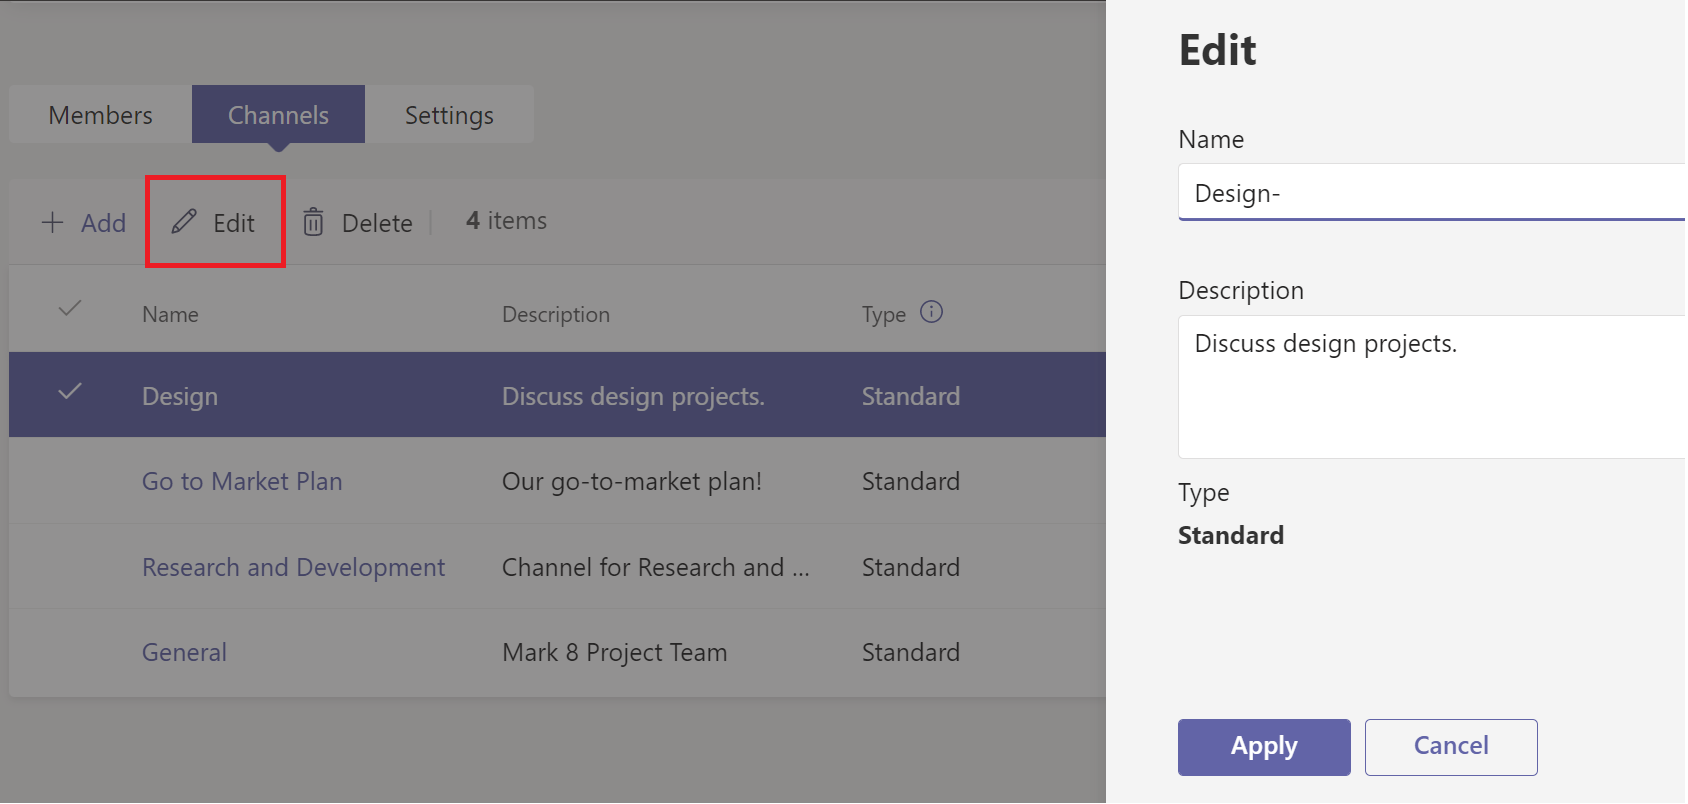 Members Channels Settings
Add Edit Delete 4 items
Name Description Type
Design Discuss design projects. Standard
Go to Market Plan Our go-to-market plan! Standard
Research and Development Channel for Research and ... Standard
General Mark 8 Project Team Standard
Edit
Name
Design-
Description
Discuss design projects.
Type
Standard
Apply Cancel